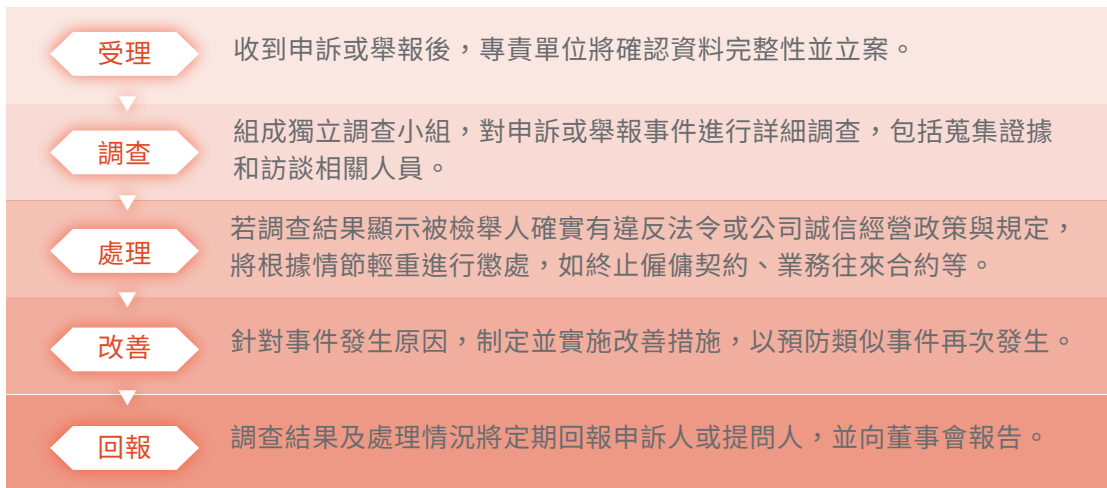 受理
收到申訴或舉報後，專責單位將確認資料完整性並立案。
調查
組成獨立調查小組，對申訴或舉報事件進行詳細調查，包括蒐集證據
和訪談相關人員。
處理
若調查結果顯示被檢舉人確實有違反法令或公司誠信經營政策與規定，
將根據情節輕重進行懲處，如終止僱傭契約、業務往來合約等。
改善
針對事件發生原因，制定並實施改善措施，以預防類似事件再次發生。
回報
調查結果及處理情況將定期回報申訴人或提問人，並向董事會報告。